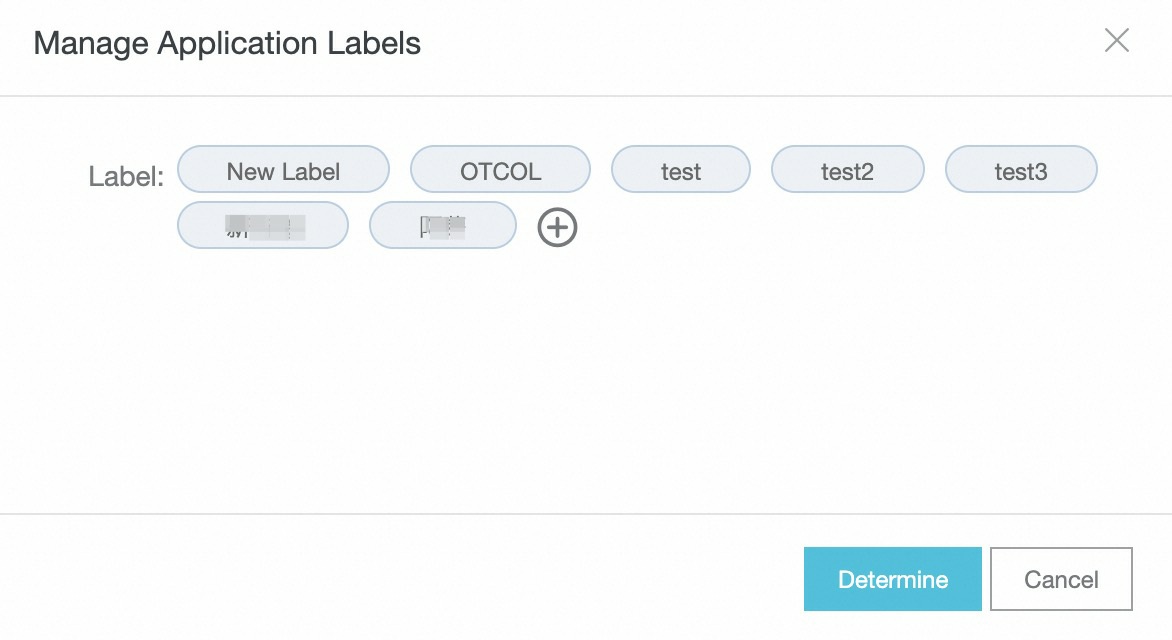 Manage Application Labels
Label: New Label OTCOL test test2 test3
Determine Cancel